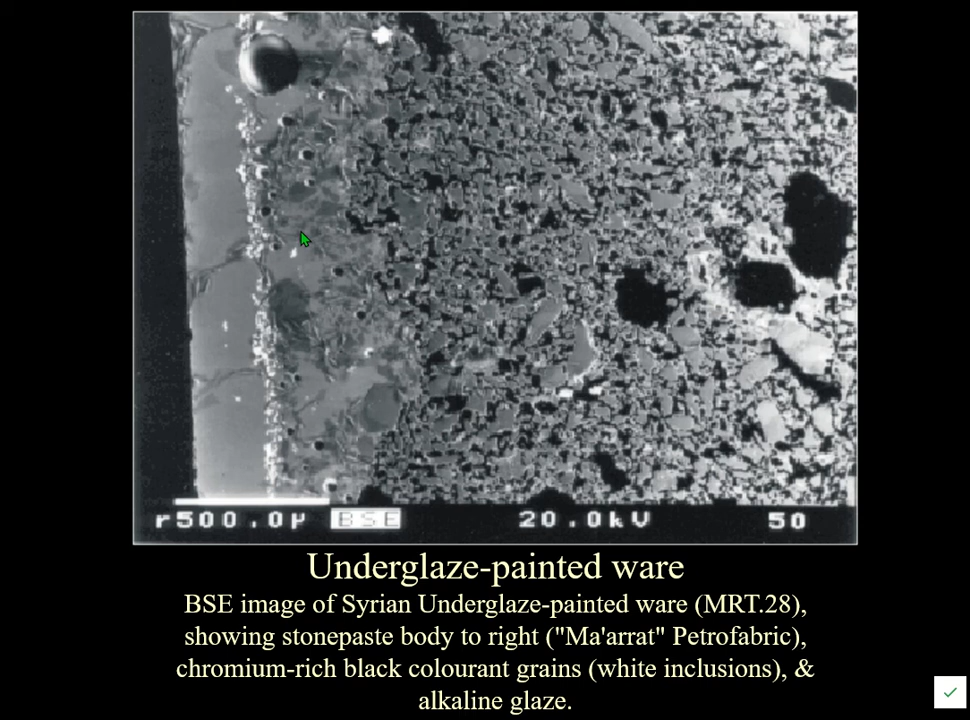 r500.0µ BSE 20.0kV 50
Underglaze-painted ware
BSE image of Syrian Underglaze-painted ware (MRT.28),
showing stonepaste body to right ("Ma'arrat" Petrofabric),
chromium-rich black colourant grains (white inclusions), &
alkaline glaze.